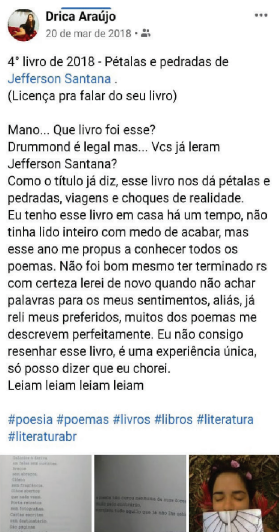 Drica Araújo
20 de mar de 2018 •
4° livro de 2018 - Pétalas e pedradas de
Jefferson Santana .
(Licença pra falar do seu livro)
Mano... Que livro foi esse?
Drummond é legal mas... Vcs já leram
Jefferson Santana?
Como o título já diz, esse livro nos dá pétalas e
pedradas, viagens e choques de realidade.
Eu tenho esse livro em casa há um tempo, não
tinha lido inteiro com medo de acabar, mas
esse ano me propus a conhecer todos os
poemas. Não foi bom mesmo ter terminado rs
com certeza lerei de novo quando não achar
palavras para os meus sentimentos, aliás, já
reli meus preferidos, muitos dos poemas me
descrevem perfeitamente. Eu não consigo
resenhar esse livro, é uma experiência única,
só posso dizer que eu chorei.
Leiam leiam leiam leiam
#poesia #poemas #livros #libros #literatura
#literaturabr